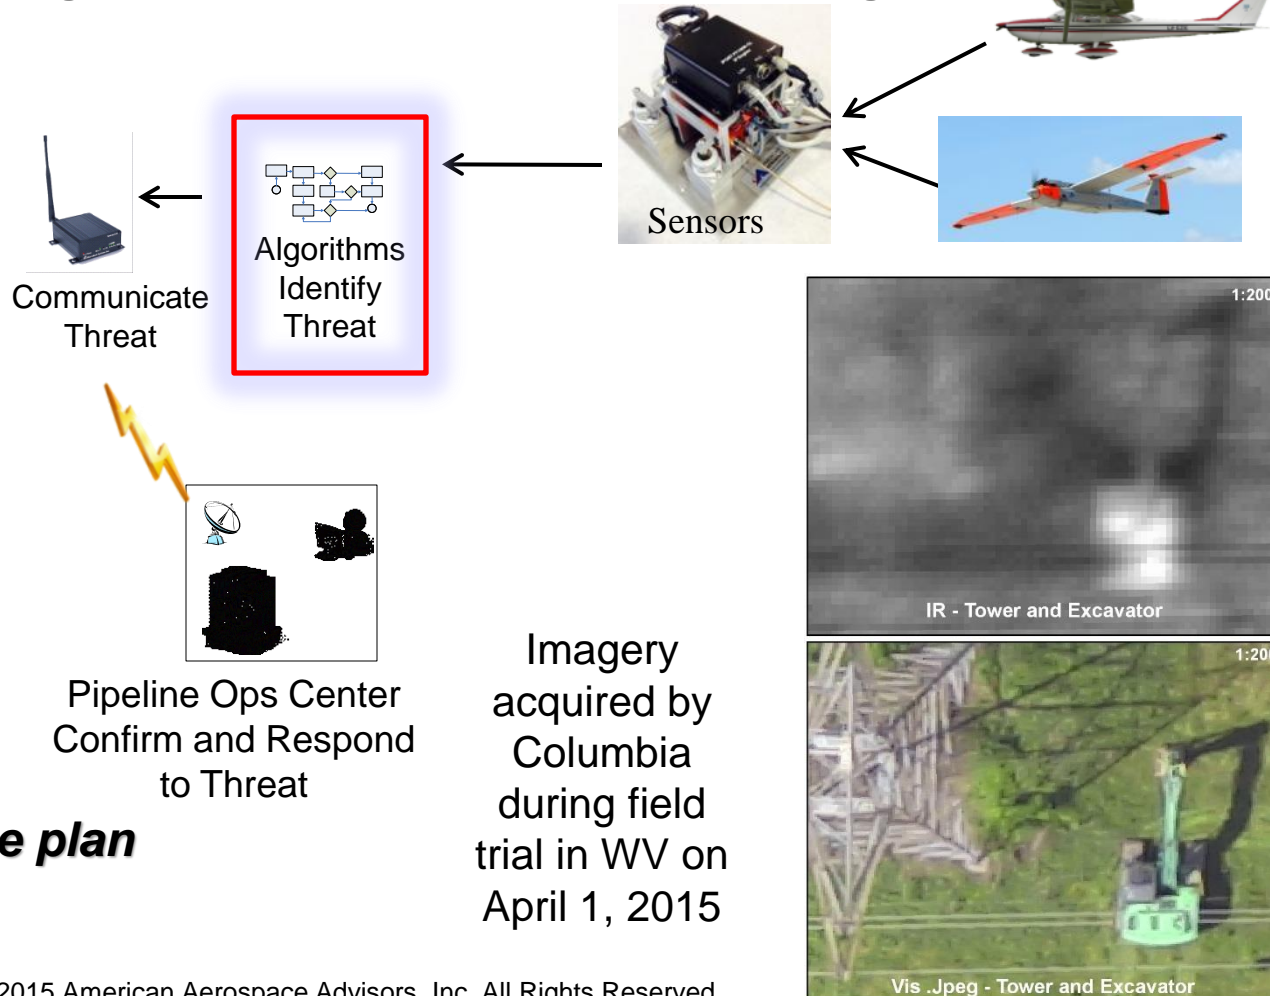 Sensors
Algorithms
Identify
Threat
Communicate
Threat
1:200
IR - Tower and Excavator
1:200
Vis .Jpeg - Tower and Excavator
Pipeline Ops Center
Confirm and Respond
to Threat
Imagery
acquired by
Columbia
during field
trial in WV on
April 1, 2015
e plan
2015 American Aerospace Advisors, Inc. All Rights Reserved